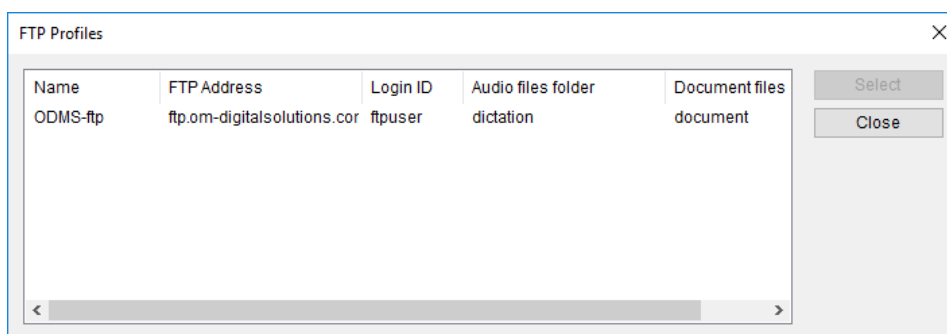 FTP Profiles
Name FTP Address Login ID Audio files folder Document files
ODMS-ftp ftp.om-digitalsolutions.cor ftpuser dictation document
Select
Close